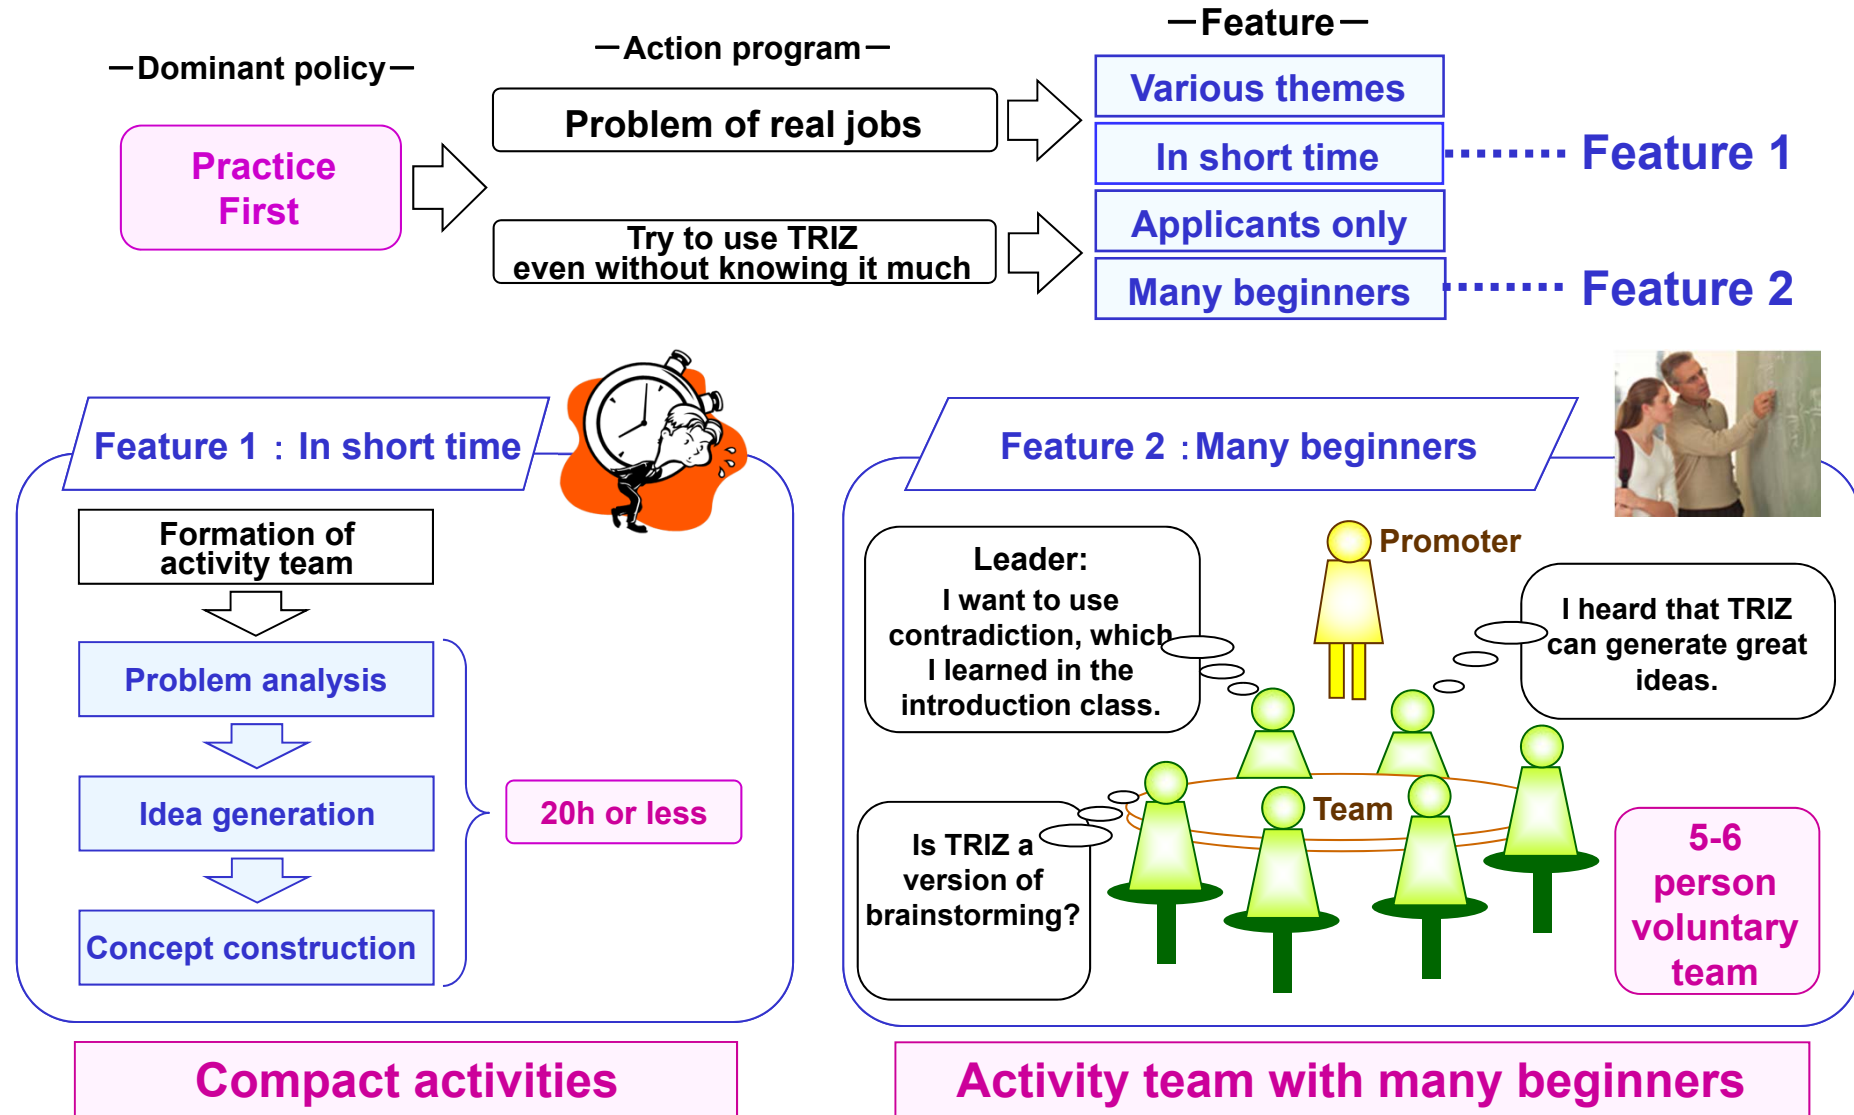 —Dominant policy—
Practice
First
—Action program—
Problem of real jobs
Try to use TRIZ
even without knowing it much
—Feature—
Various themes
In short time
Applicants only
Many beginners
Feature 1
Feature 2
Feature 1 : In short time
Formation of
activity team
Problem analysis
Idea generation
Concept construction
20h or less
Compact activities
Feature 2 : Many beginners
Leader:
I want to use
contradiction, which
I learned in the
introduction class.
Promoter
I heard that TRIZ
can generate great
ideas.
Is TRIZ a
version of
brainstorming?
Team
5-6
person
voluntary
team
Activity team with many beginners